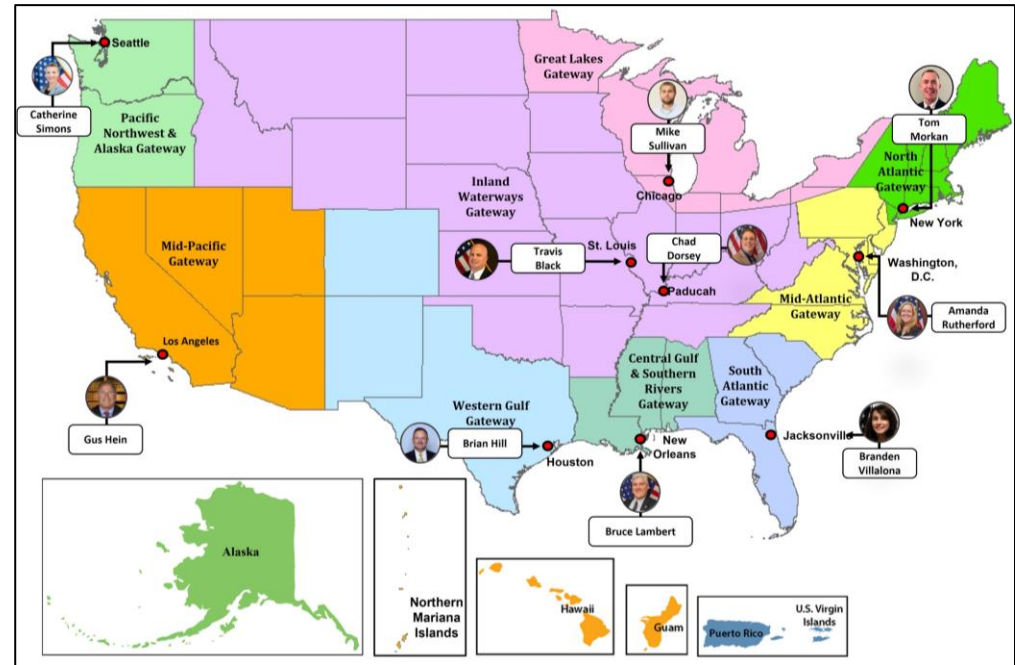 Seattle
Catherine
Simons
Pacific
Northwest &
Alaska Gateway
Great Lakes
Gateway
Mike
Sullivan
Chicago
Tom
Morkan
North
Atlantic
Gateway
New York
Inland
Waterways
Gateway
Mid-Pacific
Gateway
Travis
Black
St. Louis
Chad
Dorsey
Paducah
Washington,
D.C.
Mid-Atlantic
Gateway
Amanda
Rutherford
Los Angeles
Gus Hein
Central Gulf
& Southern
Rivers
Gateway
South
Atlantic
Gateway
Western Gulf
Gateway
Brian Hill
Houston
New
Orleans
Bruce Lambert
Jacksonville
Branden
Villalona
Alaska
Northern
Mariana
Islands
Hawaii
Guam
Puerto Rico
U.S. Virgin
Islands